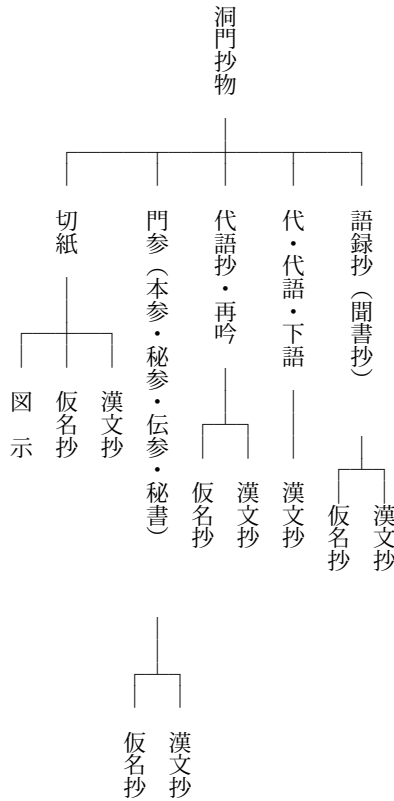 洞門抄物
語録抄（聞書抄）
漢文抄
仮名抄
代・代語・下語
漢文抄
代語抄・再吟
漢文抄
仮名抄
門参（本参・秘参・伝参・秘書）
漢文抄
仮名抄
切紙
漢文抄
仮名抄
図　示